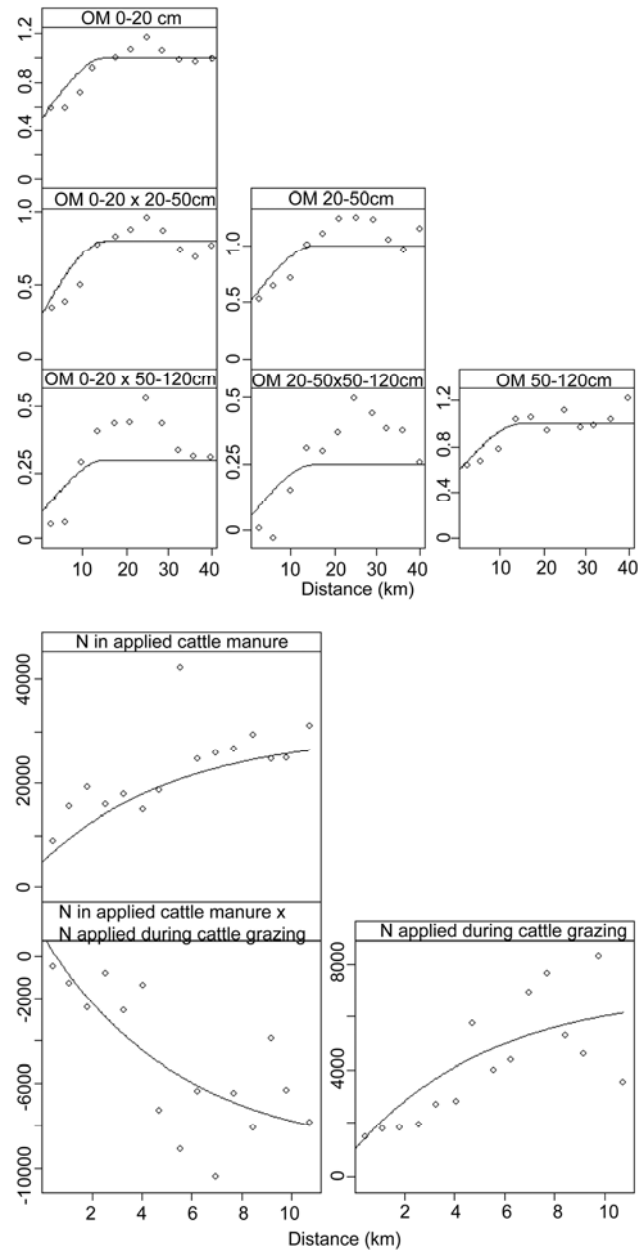 OM 0-20 cm
1.2
0.8
0.4
0.0
OM 0-20 x 20-50cm
OM 20-50cm
1.0
0.5
0
1.0
0.5
0
OM 0-20 x 50-120cm
OM 20-50x50-120cm
OM 50-120cm
0.5
0.25
0
0.5
0.25
0
1.2
0.8
0.4
0
0 10 20 30 40
0 10 20 30 40
0 10 20 30 40
Distance (km)
N in applied cattle manure
40000
20000
0
N in applied cattle manure x
N applied during cattle grazing
N applied during cattle grazing
0
-2000
-6000
-10000
8000
4000
0
2 4 6 8 10
2 4 6 8 10
Distance (km)